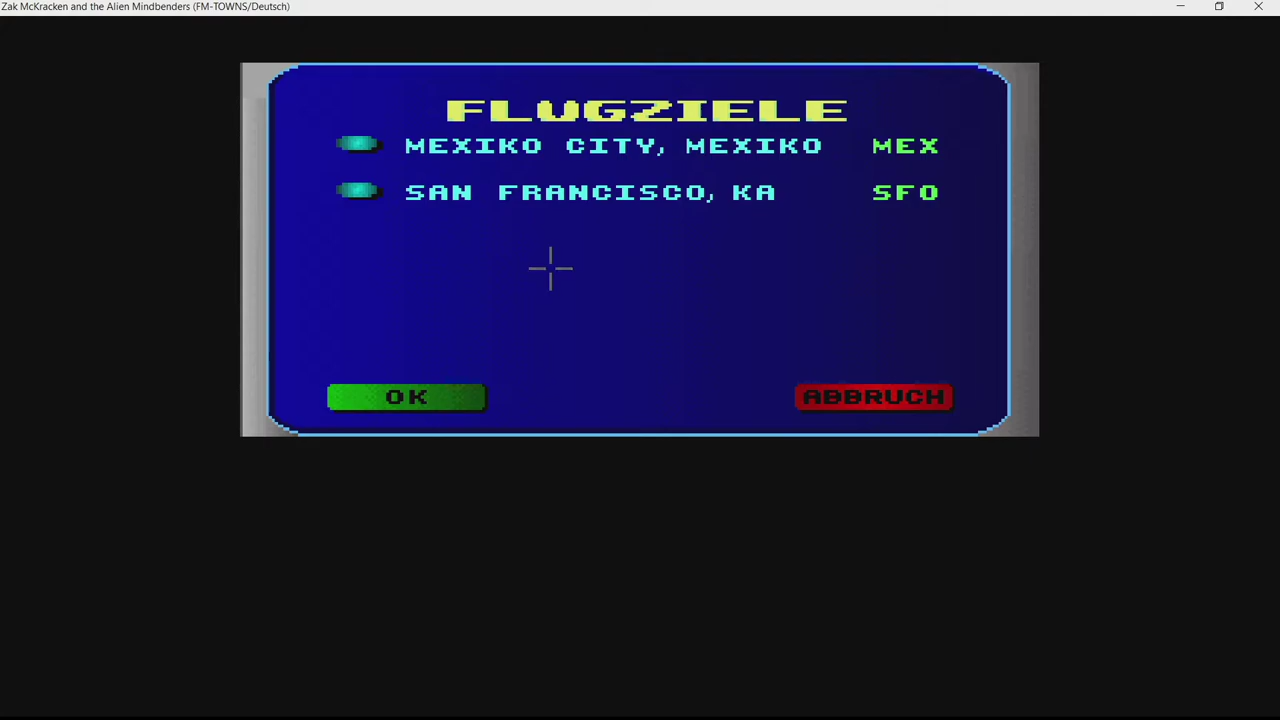 Zak McKracken and the Alien Mindbenders (FM-TOWNS/Deutsch)
FLUGZIELE
MEXIKO CITY, MEXIKO MEX
SAN FRANCISCO, KA SFO
OK ABBRUCH